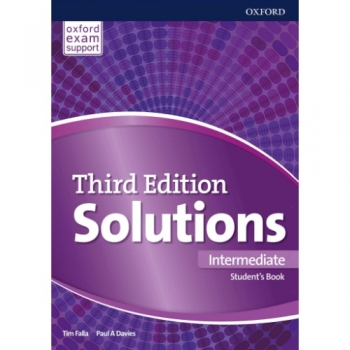 OXFORD
oxford
exam
support
Third Edition
Solutions
Intermediate
Student's Book
Tim Falla Paul A Davies